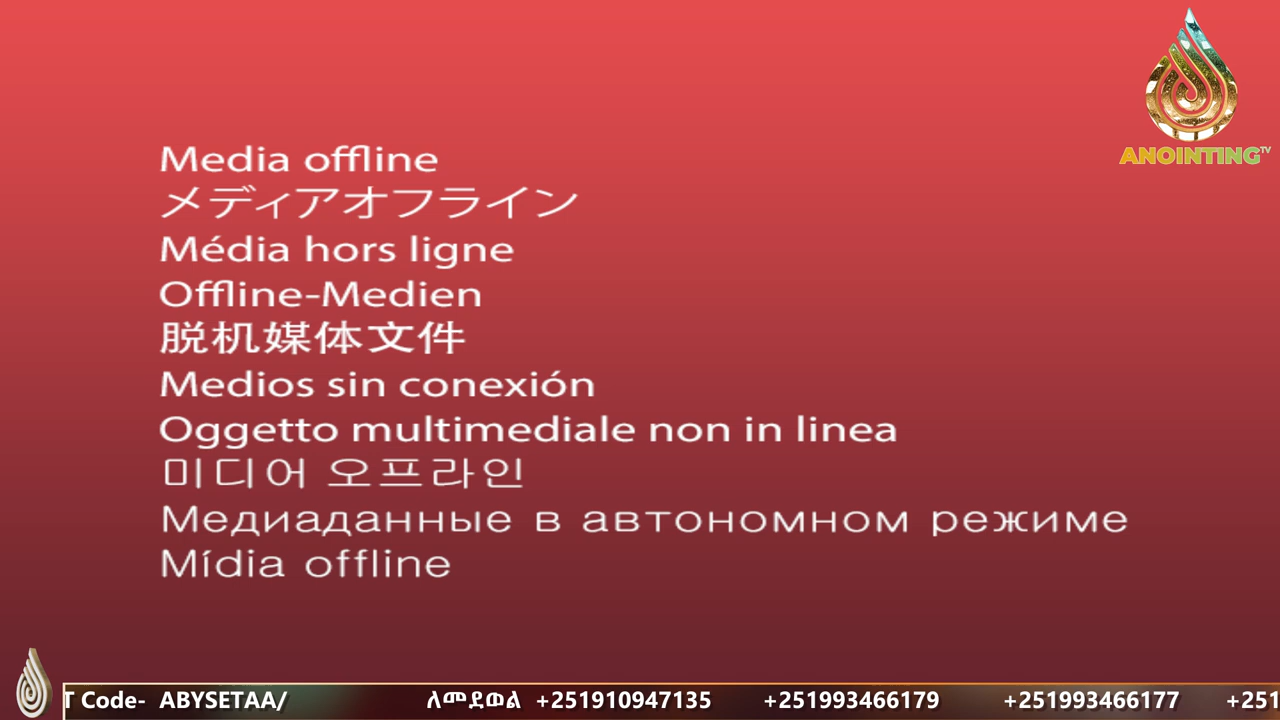 ANOINTING TV
Media offline
メディアオフライン
Média hors ligne
Offline-Medien
脱机媒体文件
Medios sin conexión
Oggetto multimediale non in linea
미디어 오프라인
Медиаданные в автономном режиме
Mídia offline
T Code- ABYSETAA/ ለመደወል +251910947135 +251993466179 +251993466177 +251